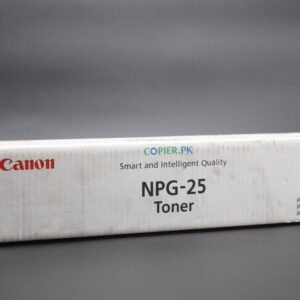 COPIER.PK
Canon
Smart and Intelligent Quality
NPG-25
Toner